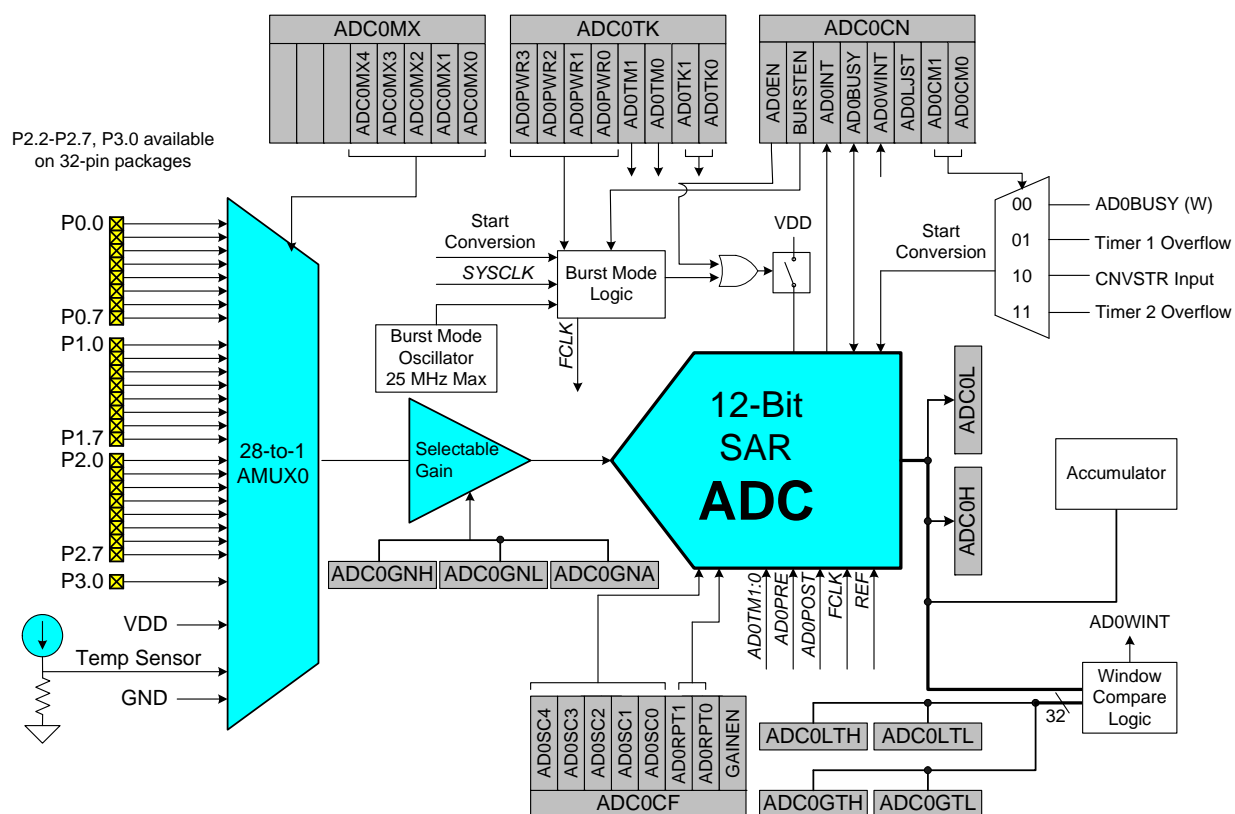 ADC0MX
ADC0MX4
ADC0MX3
ADC0MX2
ADC0MX1
ADC0MX0
ADC0TK
AD0PWR3
AD0PWR2
AD0PWR1
AD0PWR0
AD0TM1
AD0TM0
AD0TK1
AD0TK0
ADC0CN
AD0EN
BURSTEN
AD0INT
AD0BUSY
AD0WINT
AD0LJST
AD0CM1
AD0CM0
P2.2-P2.7, P3.0 available
on 32-pin packages
P0.0
P0.7
P1.0
P1.7
P2.0
P2.7
P3.0
VDD
Temp Sensor
GND
28-to-1
AMUX0
Start
Conversion
SYSCLK
Burst Mode
Logic
Burst Mode
Oscillator
25 MHz Max
FCLK
VDD
Start
Conversion
00
01
10
11
AD0BUSY (W)
Timer 1 Overflow
CNVSTR Input
Timer 2 Overflow
Selectable
Gain
ADC0GNH
ADC0GNL
ADC0GNA
12-Bit
SAR
ADC
ADC0L
ADC0H
Accumulator
AD0TM1:0
AD0PRE
AD0POST
FCLK
REF
AD0WINT
Window
Compare
Logic
32
AD0SC4
AD0SC3
AD0SC2
AD0SC1
AD0SC0
AD0RPT1
AD0RPT0
GAINEN
ADC0CF
ADC0LTH
ADC0LTL
ADC0GTH
ADC0GTL